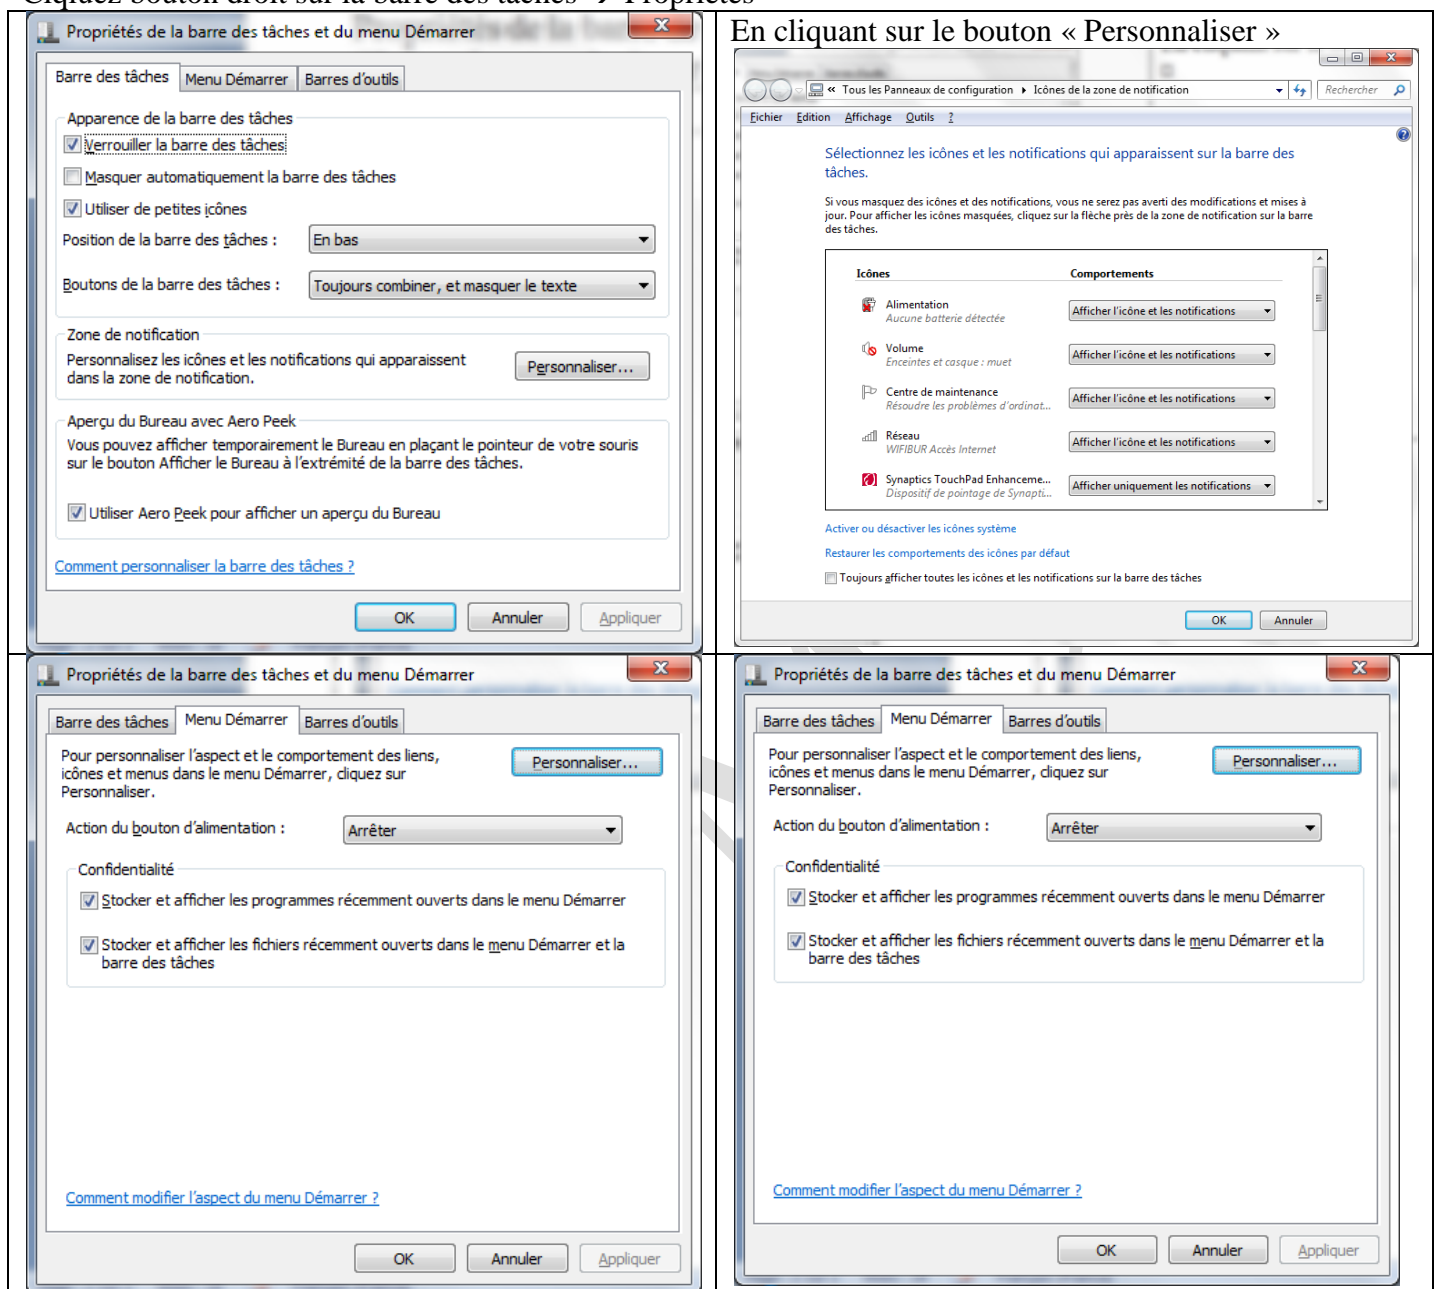 Cliquez bouton droit sur la barre des tâches → Propriétés
Propriétés de la barre des tâches et du menu Démarrer
Barre des tâches
Menu Démarrer
Barres d'outils
Apparence de la barre des tâches
Verrouiller la barre des tâches
Masquer automatiquement la barre des tâches
Utiliser de petites icônes
Position de la barre des tâches :
En bas
Boutons de la barre des tâches :
Toujours combiner, et masquer le texte
Zone de notification
Personnalisez les icônes et les notifications qui apparaissent
dans la zone de notification.
Personnaliser...
Aperçu du Bureau avec Aero Peek
Vous pouvez afficher temporairement le Bureau en plaçant le pointeur de votre souris
sur le bouton Afficher le Bureau à l'extrémité de la barre des tâches.
Utiliser Aero Peek pour afficher un aperçu du Bureau
Comment personnaliser la barre des tâches ?
OK
Annuler
Appliquer
En cliquant sur le bouton « Personnaliser »
« Tous les Panneaux de configuration
Icônes de la zone de notification
Rechercher
Fichier
Edition
Affichage
Outils
?
Sélectionnez les icônes et les notifications qui apparaissent sur la barre des
tâches.
Si vous masquez des icônes et des notifications, vous ne serez pas averti des modifications et mises à
jour. Pour afficher les icônes masquées, cliquez sur la flèche près de la zone de notification sur la barre
des tâches.
Icônes
Comportements
Alimentation
Aucune batterie détectée
Afficher l'icône et les notifications
Volume
Enceintes et casque : muet
Afficher l'icône et les notifications
Centre de maintenance
Résoudre les problèmes d'ordinat...
Afficher l'icône et les notifications
Réseau
WIFIBUR Accès Internet
Afficher l'icône et les notifications
Synaptics TouchPad Enhanceme...
Dispositif de pointage de Synapti...
Afficher uniquement les notifications
Activer ou désactiver les icônes système
Restaurer les comportements des icônes par défaut
Toujours afficher toutes les icônes et les notifications sur la barre des tâches
OK
Annuler
Propriétés de la barre des tâches et du menu Démarrer
Barre des tâches
Menu Démarrer
Barres d'outils
Pour personnaliser l'aspect et le comportement des liens,
icônes et menus dans le menu Démarrer, cliquez sur
Personnaliser.
Personnaliser...
Action du bouton d'alimentation :
Arrêter
Confidentialité
Stocker et afficher les programmes récemment ouverts dans le menu Démarrer
Stocker et afficher les fichiers récemment ouverts dans le menu Démarrer et la
barre des tâches
Comment modifier l'aspect du menu Démarrer ?
OK
Annuler
Appliquer
Propriétés de la barre des tâches et du menu Démarrer
Barre des tâches
Menu Démarrer
Barres d'outils
Pour personnaliser l'aspect et le comportement des liens,
icônes et menus dans le menu Démarrer, cliquez sur
Personnaliser.
Personnaliser...
Action du bouton d'alimentation :
Arrêter
Confidentialité
Stocker et afficher les programmes récemment ouverts dans le menu Démarrer
Stocker et afficher les fichiers récemment ouverts dans le menu Démarrer et la
barre des tâches
Comment modifier l'aspect du menu Démarrer ?
OK
Annuler
Appliquer